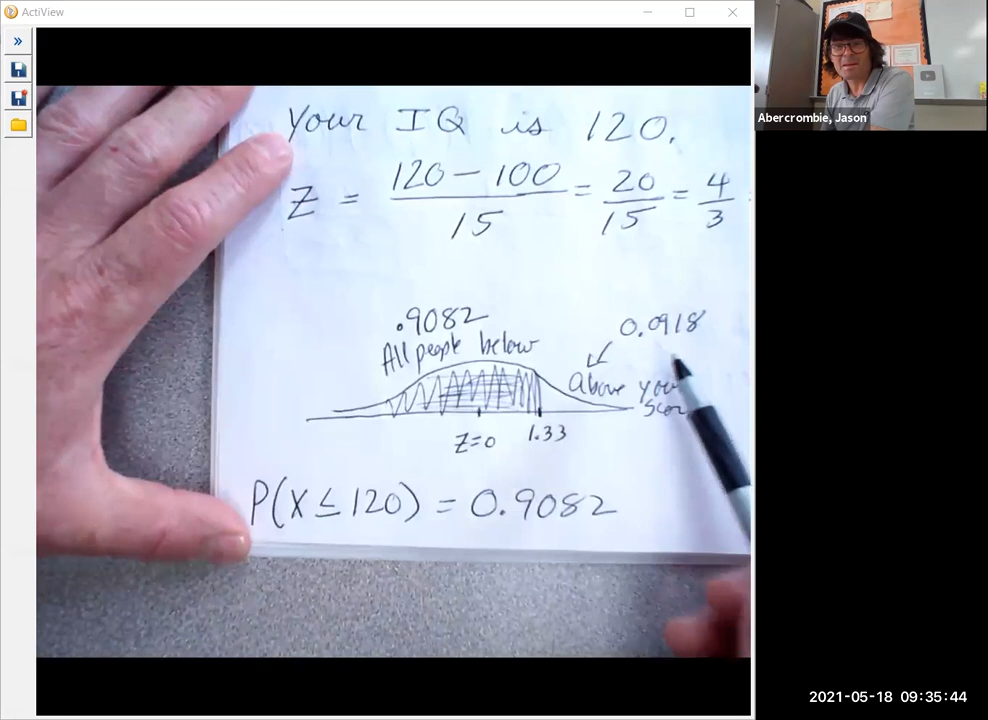 ActiView
Your IQ is 120.
Z = 120 - 100 / 15 = 20 / 15 = 4 / 3
.9082
All people below
0.0918
above your
Z=0
1.33
P(X ≤ 120) = 0.9082
Abercrombie, Jason
2021-05-18 09:35:44